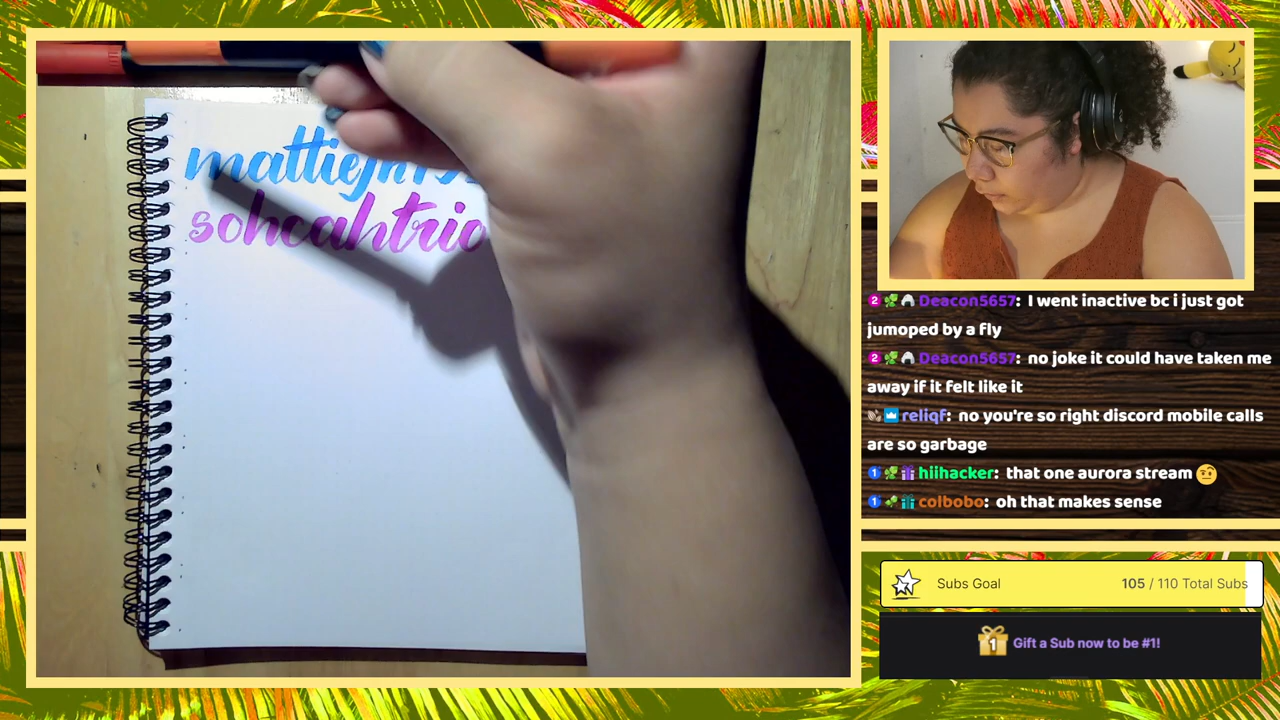 sohcahtrio
Deacon5657: I went inactive bc i just got
jumoped by a fly
Deacon5657: no joke it could have taken me
away if it felt like it
reliqf: no you're so right discord mobile calls
are so garbage
hiihacker: that one aurora stream
colbobo: oh that makes sense
Subs Goal 105 / 110 Total Subs
1 Gift a Sub now to be #1!